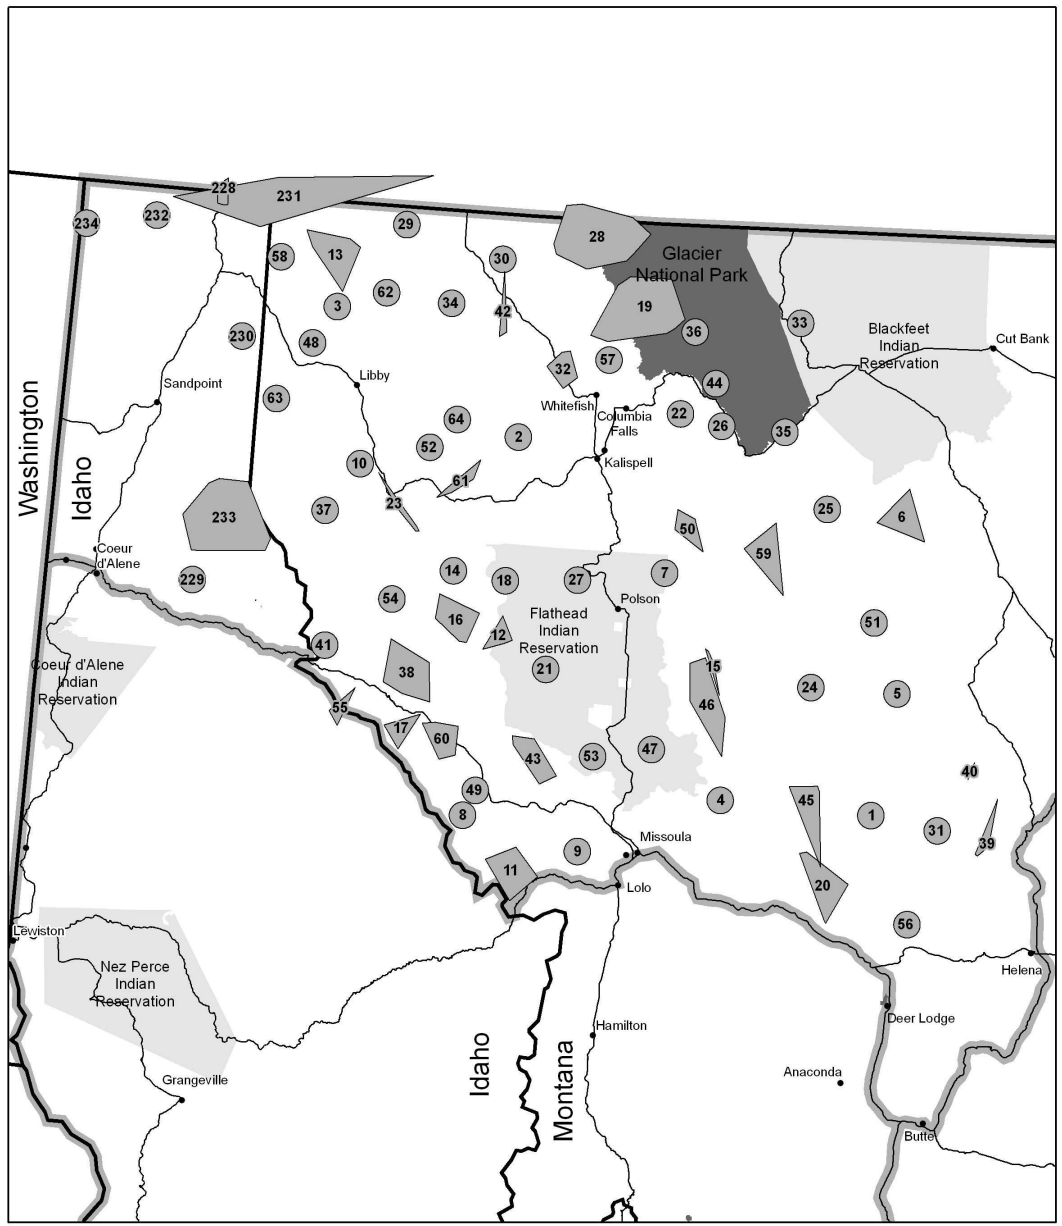 228
231
232
234
29
28
Glacier
National Park
58
13
30
62
3
34
42
19
36
33
Blackfeet
Indian
Reservation
Cut Bank
230
48
32
57
Libby
Sandpoint
63
Whitefish
44
Columbia
Falls
22
26
35
64
2
52
Washington
Idaho
Kalispell
10
61
23
37
233
25
6
50
59
Coeur
d'Alene
229
14
18
27
7
Polson
54
16
12
Flathead
Indian
Reservation
51
41
21
15
38
Coeur d'Alene
Indian
Reservation
24
5
46
55
17
60
43
53
47
40
49
8
4
45
1
31
39
Missoula
9
11
20
Lolo
56
Lewiston
Nez Perce
Indian
Reservation
Helena
Deer Lodge
Hamilton
Idaho
Montana
Anaconda
Grangeville
Butte